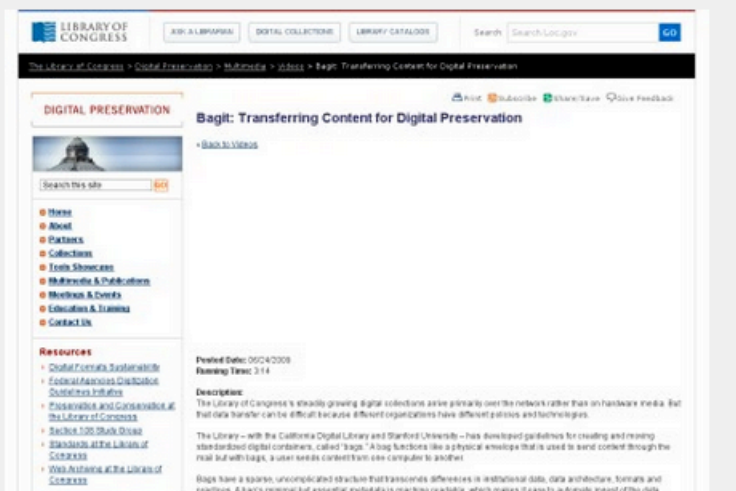 LIBRARY OF
CONGRESS
ASK A LIBRARIAN
DIGITAL COLLECTIONS
LIBRARY CATALOGS
Search
Search Loc.gov
GO
The Library of Congress > Digital Preservation > Multimedia > Videos > Bagit: Transferring Content for Digital Preservation
DIGITAL PRESERVATION
Print Subscribe Share/Save Give Feedback
Bagit: Transferring Content for Digital Preservation
Back to Videos
Search this site
GO
Home
About
Partners
Collections
Tools Showcase
Multimedia & Publications
Meetings & Events
Education & Training
Contact Us
Resources
Digital Formats Sustainability
Federal Agencies Digitization
Guidelines Initiative
Preservation and Conservation at
the Library of Congress
Section 108 Study Group
Standards at the Library of
Congress
Web Archiving at the Library of
Congress
Posted Date: 06/24/2009
Running Time: 3:14
Description:
The Library of Congress's steadily growing digital collections arrive primarily over the network rather than on hardware media. But
that data transfer can be difficult because different organizations have different policies and technologies.
The Library – with the California Digital Library and Stanford University – has developed guidelines for creating and moving
standardized digital containers, called "bags." A bag functions like a physical envelope that is used to send content through the
mail but with bags, a user sends content from one computer to another.
Bags have a sparse, uncomplicated structure that transcends differences in institutional data, data architecture, formats and